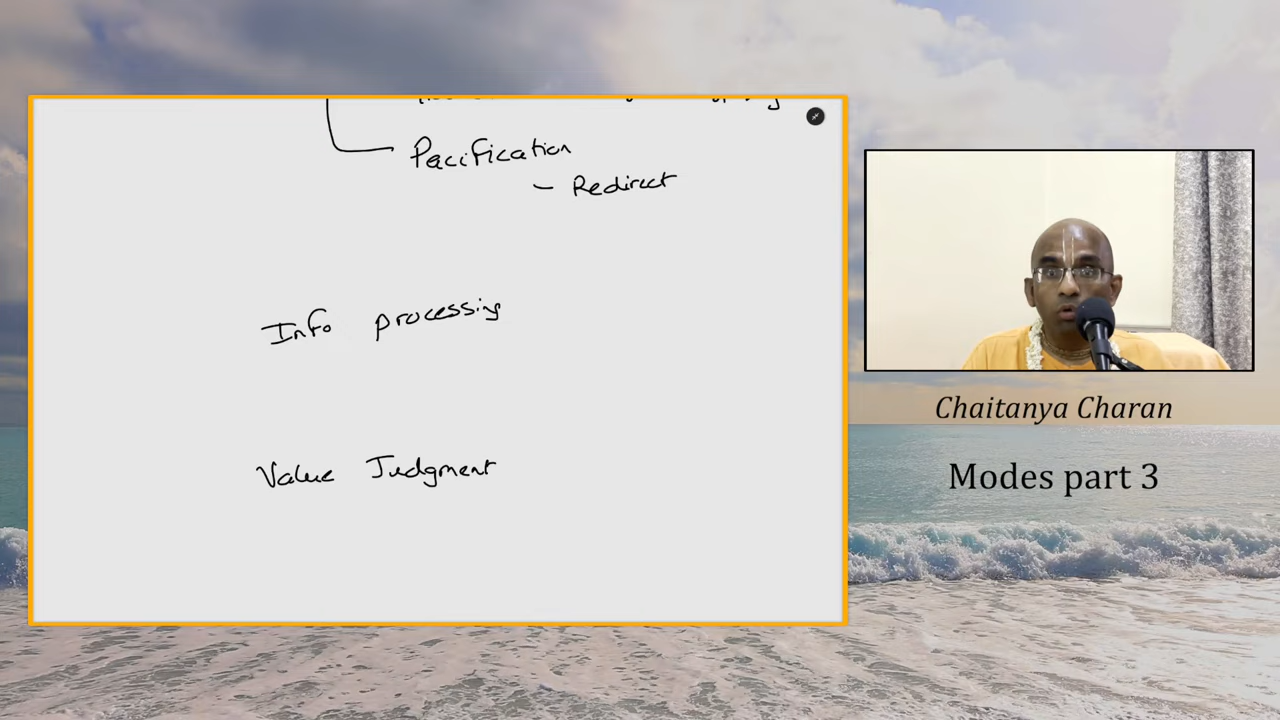 Pacification
– Redirect
Info processing
Value Judgment
Chaitanya Charan
Modes part 3